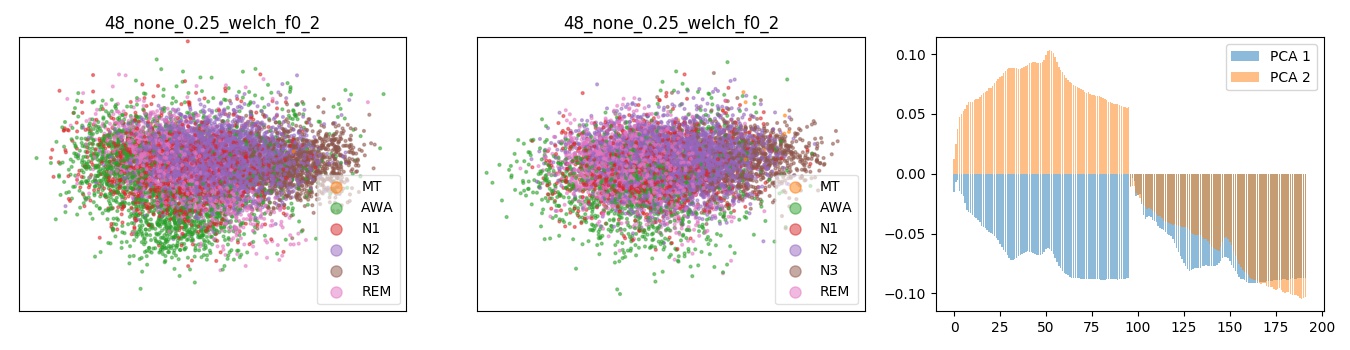 48_none_0.25_welch_f0_2
MT
AWA
N1
N2
N3
REM
48_none_0.25_welch_f0_2
MT
AWA
N1
N2
N3
REM
PCA 1
PCA 2
0.10
0.05
0.00
−0.05
−0.10
0 25 50 75 100 125 150 175 200